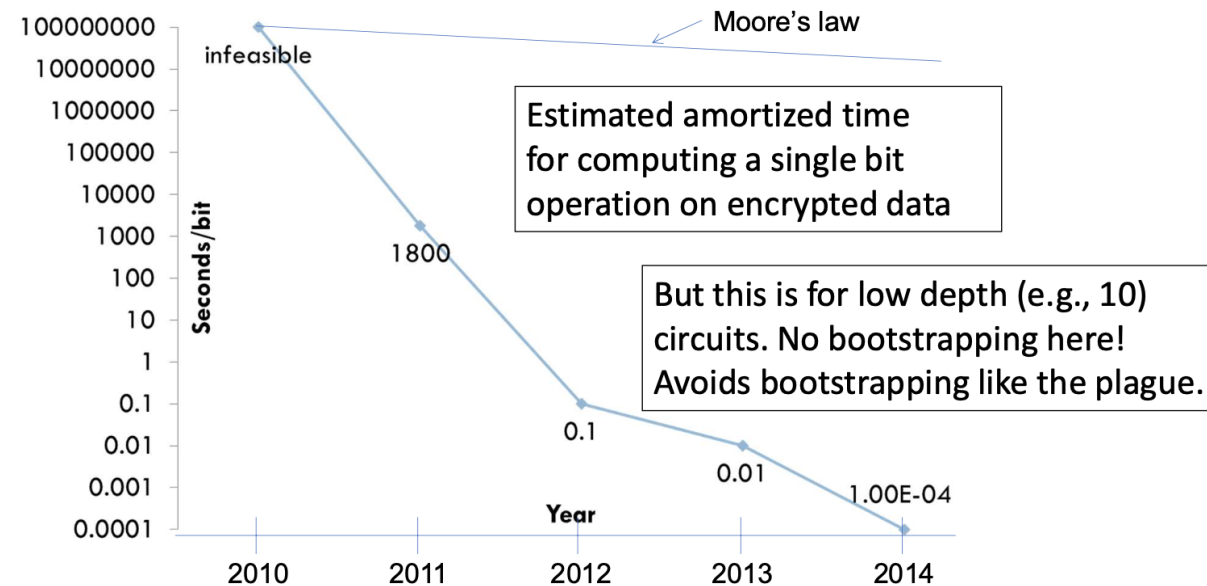 Moore's law
100000000
10000000
1000000
100000
10000
1000
100
10
1
0.1
0.01
0.001
0.0001
Seconds/bit
infeasible
1800
0.1
0.01
1.00E-04
Estimated amortized time
for computing a single bit
operation on encrypted data
But this is for low depth (e.g., 10)
circuits. No bootstrapping here!
Avoids bootstrapping like the plague.
Year
2010
2011
2012
2013
2014